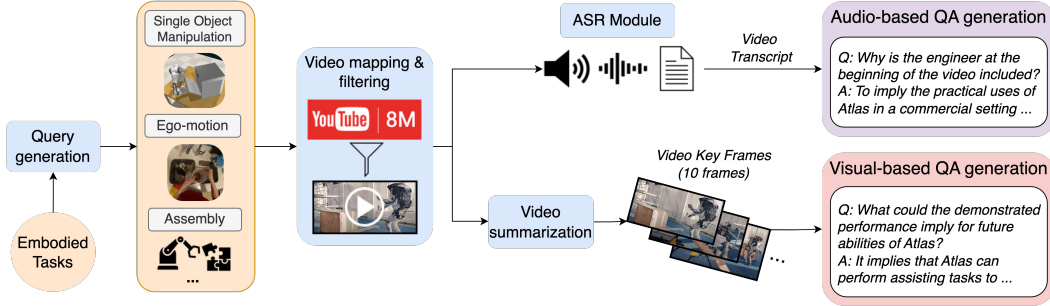 Embodied
Tasks
Query
generation
Single Object
Manipulation
Ego-motion
Assembly
...
Video mapping &
filtering
YouTube | 8M
ASR Module
Video
Transcript
Audio-based QA generation
Q: Why is the engineer at the
beginning of the video included?
A: To imply the practical uses of
Atlas in a commercial setting ...
Video
summarization
Video Key Frames
(10 frames)
...
Visual-based QA generation
Q: What could the demonstrated
performance imply for future
abilities of Atlas?
A: It implies that Atlas can
perform assisting tasks to ...